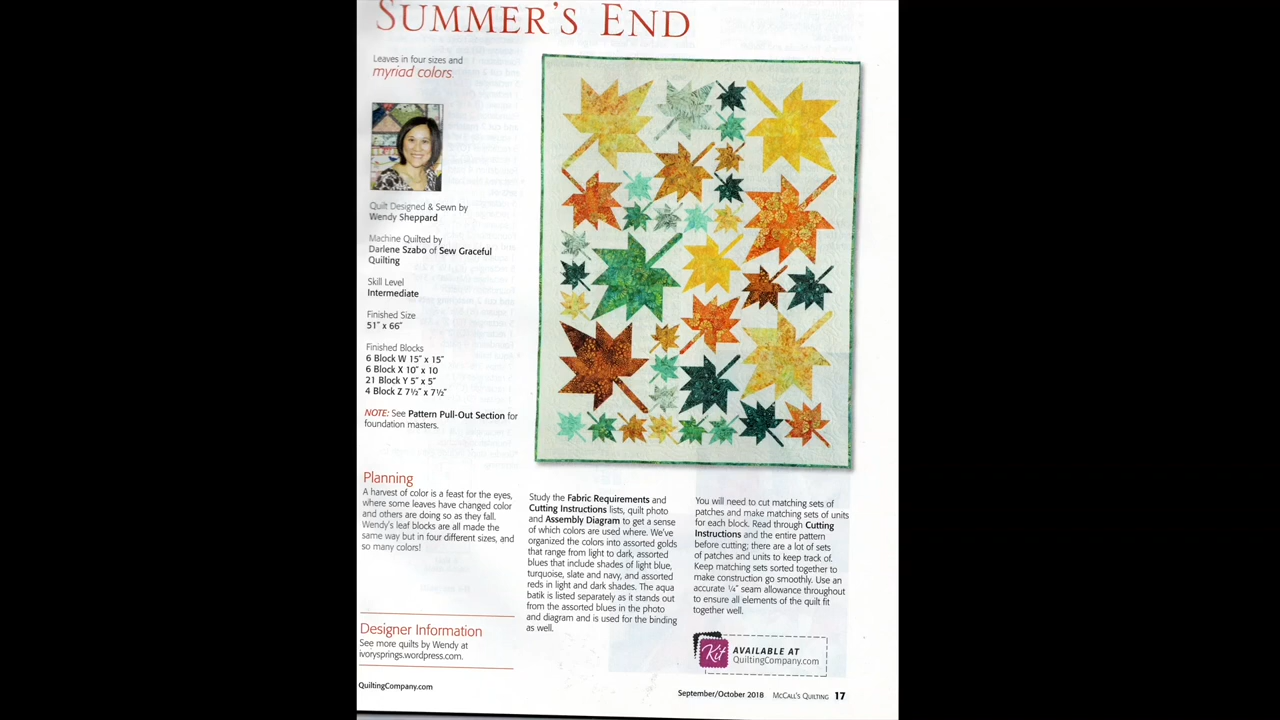 SUMMER'S END
Leaves in four sizes and
myriad colors.
Quilt Designed & Sewn by
Wendy Sheppard
Machine Quilted by
Darlene Szabo of Sew Graceful
Quilting
Skill Level
Intermediate
Finished Size
51" x 66"
Finished Blocks
6 Block W 15" x 15"
6 Block X 10" x 10
21 Block Y 5" x 5"
4 Block Z 7½" x 7½"
NOTE: See Pattern Pull-Out Section for
foundation masters.
Planning
A harvest of color is a feast for the eyes,
where some leaves have changed color
and others are doing so as they fall.
Wendy's leaf blocks are all made the
same way but in four different sizes, and
so many colors!
Designer Information
See more quilts by Wendy at
ivorysprings.wordpress.com.
Study the Fabric Requirements and
Cutting Instructions lists, quilt photo
and Assembly Diagram to get a sense
of which colors are used where. We've
organized the colors into assorted golds
that range from light to dark, assorted
blues that include shades of light blue,
turquoise, slate and navy, and assorted
reds in light and dark shades. The aqua
batik is listed separately as it stands out
from the assorted blues in the photo
and diagram and is used for the binding
as well.
You will need to cut matching sets of
patches and make matching sets of units
for each block. Read through Cutting
Instructions and the entire pattern
before cutting; there are a lot of sets
of patches and units to keep track of.
Keep matching sets sorted together to
make construction go smoothly. Use an
accurate ¼" seam allowance throughout
to ensure all elements of the quilt fit
together well.
Kit
AVAILABLE AT
QuiltingCompany.com
QuiltingCompany.com
September/October 2018 McCALL'S QUILTING 17